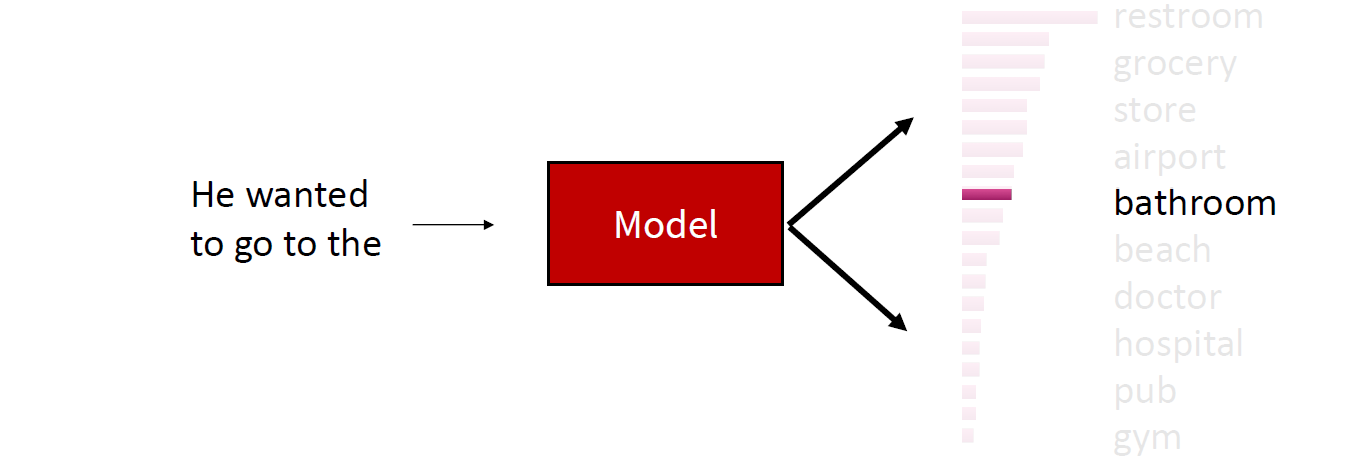 He wanted
to go to the
Model
restroom
grocery
store
airport
bathroom
beach
doctor
hospital
pub
gym